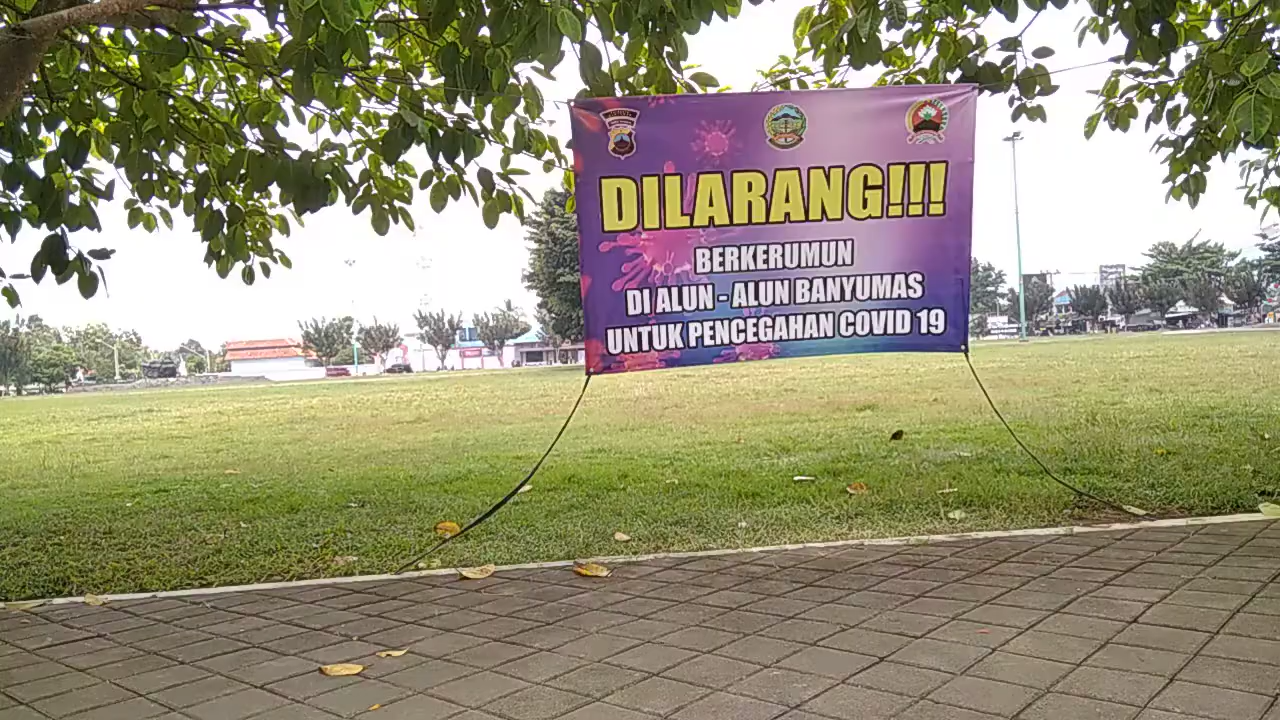 DILARANG!!!
BERKERUMUN
DI ALUN - ALUN BANYUMAS
UNTUK PENCEGAHAN COVID 19